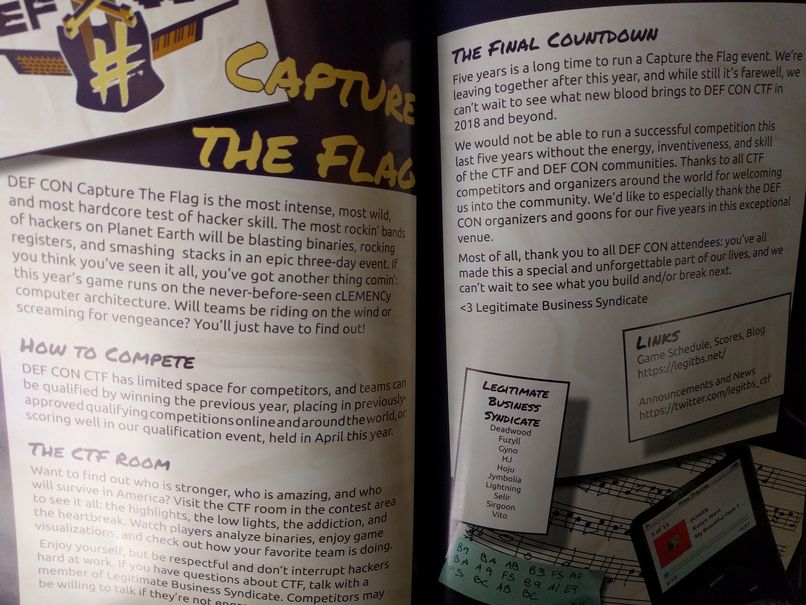 CAPTURE
THE FLAG
DEF CON Capture The Flag is the most intense, most wild,
and most hardcore test of hacker skill. The most rockin' bands
of hackers on Planet Earth will be blasting binaries, rocking
registers, and smashing stacks in an epic three-day event. If
you think you've seen it all, you've got another thing comin':
this year's game runs on the never-before-seen cLEMENCy
computer architecture. Will teams be riding on the wind or
screaming for vengeance? You'll just have to find out!
HOW TO COMPETE
DEF CON CTF has limited space for competitors, and teams can
be qualified by winning the previous year, placing in previously-
approved qualifying competitions online and around the world, or
scoring well in our qualification event, held in April this year.
THE CTF ROOM
Want to find out who is stronger, who is amazing, and who
will survive in America? Visit the CTF room in the contest area
to see it all: the highlights, the low lights, the addiction, and
the heartbreak. Watch players analyze binaries, enjoy game
visualizations, and check out how your favorite team is doing.
Enjoy yourself, but be respectful and don't interrupt hackers
hard at work. If you have questions about CTF, talk with a
member of Legitimate Business Syndicate. Competitors may
be willing to talk if they're not
THE FINAL COUNTDOWN
Five years is a long time to run a Capture the Flag event. We're
leaving together after this year, and while still it's farewell, we
can't wait to see what new blood brings to DEF CON CTF in
2018 and beyond.
We would not be able to run a successful competition this
last five years without the energy, inventiveness, and skill
of the CTF and DEF CON communities. Thanks to all CTF
competitors and organizers around the world for welcoming
us into the community. We'd like to especially thank the DEF
CON organizers and goons for our five years in this exceptional
venue.
Most of all, thank you to all DEF CON attendees: you've all
made this a special and unforgettable part of our lives, and we
can't wait to see what you build and/or break next.
<3 Legitimate Business Syndicate
LINKS
Game Schedule, Scores, Blog
https://legitbs.net/
Announcements and News
https://twitter.com/legitbs_ctf
LEGITIMATE
BUSINESS
SYNDICATE
Deadwood
Fuzyll
Gyno
HJ
Hoju
Jymbolia
Lightning
Selir
Sirgoon
Vito
B9 BA AB B3 F5 AF
BA A9 F5 B9 A1 E9
F5 BC AB BC
Now Playing
2 of 13
POWER
Kanye West
My Beautiful Dark T...
MENU